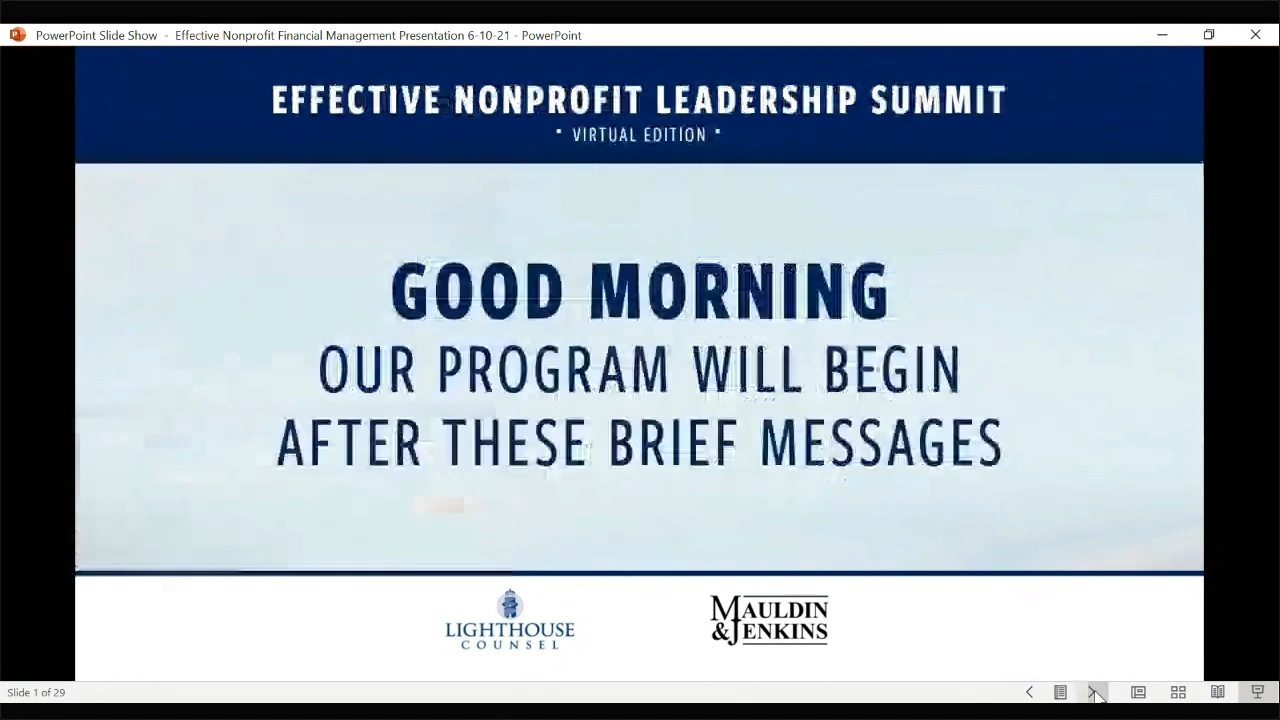 PowerPoint Slide Show - Effective Nonprofit Financial Management Presentation 6-10-21 - PowerPoint
EFFECTIVE NONPROFIT LEADERSHIP SUMMIT
▪ VIRTUAL EDITION ▪
GOOD MORNING
OUR PROGRAM WILL BEGIN
AFTER THESE BRIEF MESSAGES
LIGHTHOUSE
COUNSEL
MAULDIN
&JENKINS
Slide 1 of 29